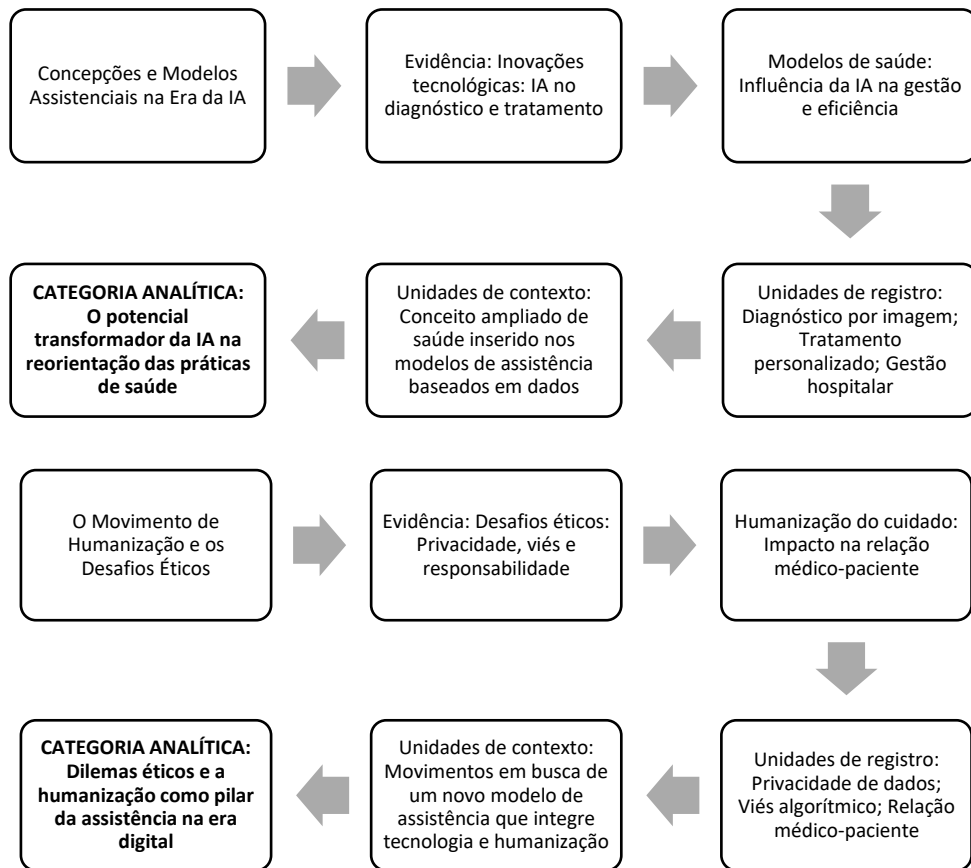 Concepções e Modelos
Assistenciais na Era da IA
Evidência: Inovações
tecnológicas: IA no
diagnóstico e tratamento
Modelos de saúde:
Influência da IA na gestão
e eficiência
Unidades de registro:
Diagnóstico por imagem;
Tratamento
personalizado; Gestão
hospitalar
Unidades de contexto:
Conceito ampliado de
saúde inserido nos
modelos de assistência
baseados em dados
CATEGORIA ANALÍTICA:
O potencial
transformador da IA na
reorientação das práticas
de saúde
O Movimento de
Humanização e os
Desafios Éticos
Evidência: Desafios éticos:
Privacidade, viés e
responsabilidade
Humanização do cuidado:
Impacto na relação
médico-paciente
Unidades de registro:
Privacidade de dados;
Viés algorítmico; Relação
médico-paciente
Unidades de contexto:
Movimentos em busca de
um novo modelo de
assistência que integre
tecnologia e humanização
CATEGORIA ANALÍTICA:
Dilemas éticos e a
humanização como pilar
da assistência na era
digital